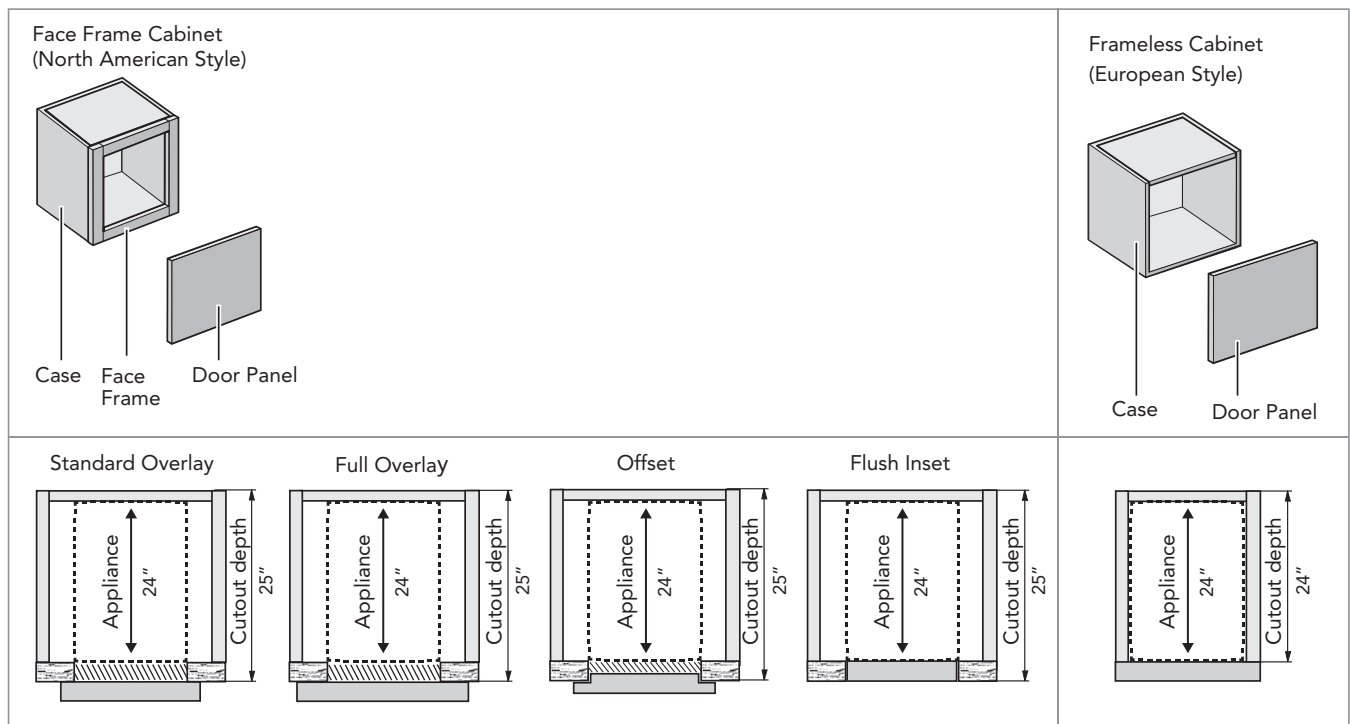 Face Frame Cabinet
(North American Style)
Case
Face
Frame
Door Panel
Frameless Cabinet
(European Style)
Case
Door Panel
Standard Overlay
Appliance
24"
Cutout depth
25"
Full Overlay
Appliance
24"
Cutout depth
25"
Offset
Appliance
24"
Cutout depth
25"
Flush Inset
Appliance
24"
Cutout depth
25"
Appliance
24"
Cutout depth
24"